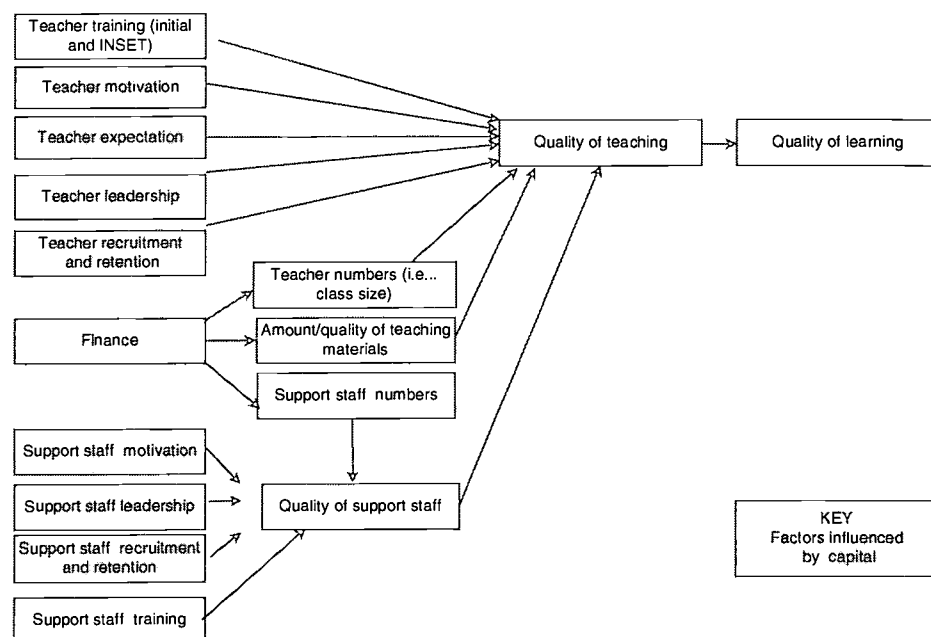 Teacher training (initial
and INSET)
Teacher motivation
Teacher expectation
Quality of teaching
Quality of learning
Teacher leadership
Teacher recruitment
and retention
Teacher numbers (i.e...
class size)
Finance
Amount/quality of teaching
materials
Support staff numbers
Support staff motivation
Support staff leadership
Quality of support staff
Support staff recruitment
and retention
Support staff training
KEY
Factors influenced
by capital